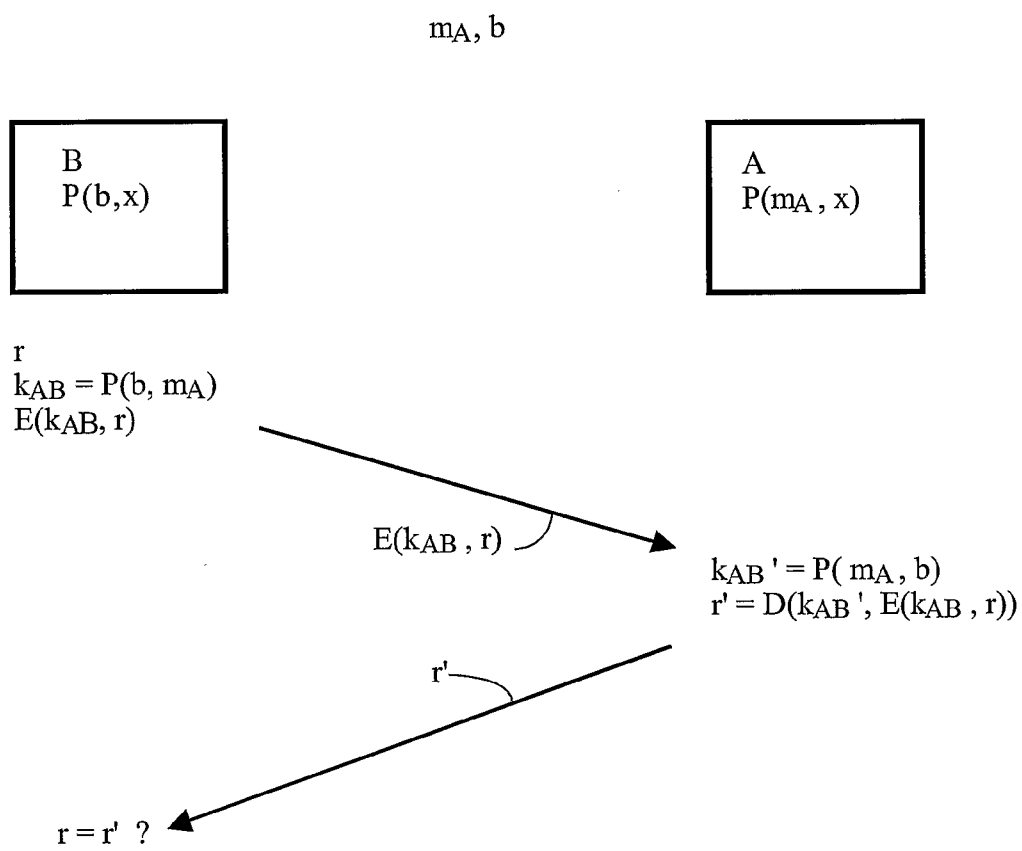 mA, b
B
P(b,x)
A
P(mA , x)
r
kAB = P(b, mA)
E(kAB, r)
E(kAB , r)
kAB ' = P( mA , b)
r' = D(kAB ', E(kAB , r))
r'
r = r' ?